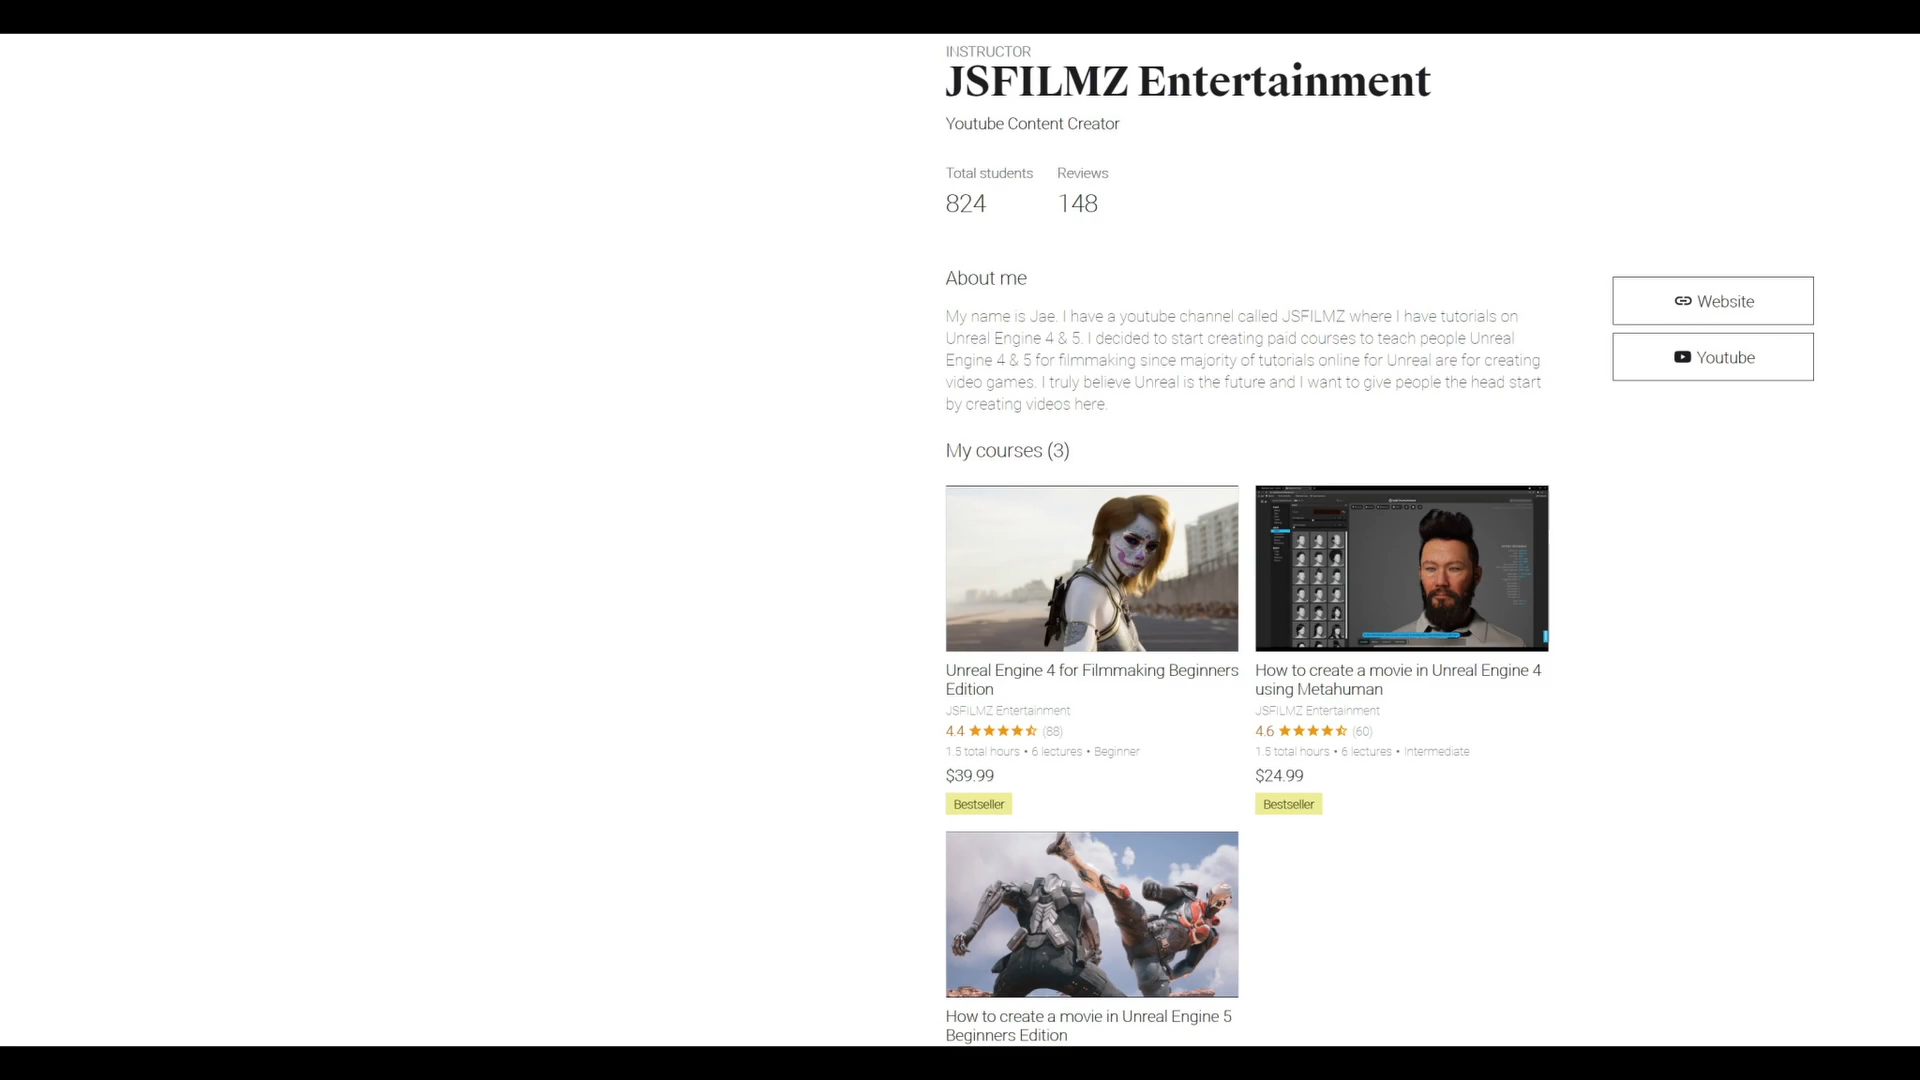 INSTRUCTOR
JSFILMZ Entertainment
Youtube Content Creator
Total students Reviews
824 148
About me
My name is Jae. I have a youtube channel called JSFILMZ where I have tutorials on
Unreal Engine 4 & 5. I decided to start creating paid courses to teach people Unreal
Engine 4 & 5 for filmmaking since majority of tutorials online for Unreal are for creating
video games. I truly believe Unreal is the future and I want to give people the head start
by creating videos here.
Website
Youtube
My courses (3)
Unreal Engine 4 for Filmmaking Beginners
Edition
JSFILMZ Entertainment
4.4 (88)
1.5 total hours • 6 lectures • Beginner
$39.99
Bestseller
How to create a movie in Unreal Engine 4
using Metahuman
JSFILMZ Entertainment
4.6 (60)
1.5 total hours • 6 lectures • Intermediate
$24.99
Bestseller
How to create a movie in Unreal Engine 5
Beginners Edition